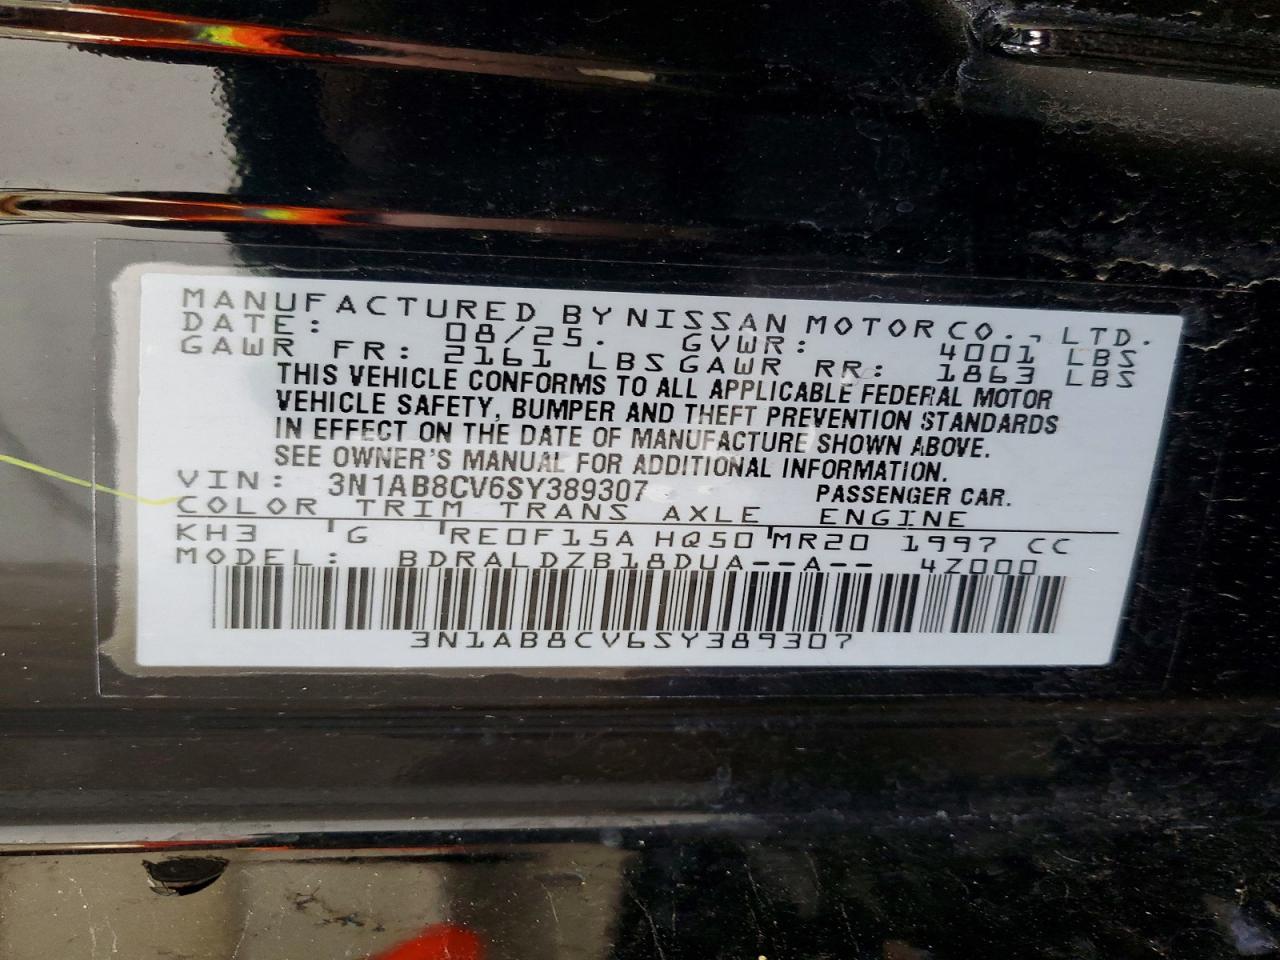 MANUFACTURED BY NISSAN MOTOR CO., LTD.
DATE: 08/25. GVWR: 4001 LBS
GAWR FR: 2161 LBS GAWR RR: 1863 LBS
THIS VEHICLE CONFORMS TO ALL APPLICABLE FEDERAL MOTOR
VEHICLE SAFETY, BUMPER AND THEFT PREVENTION STANDARDS
IN EFFECT ON THE DATE OF MANUFACTURE SHOWN ABOVE.
SEE OWNER'S MANUAL FOR ADDITIONAL INFORMATION.
VIN: 3N1AB8CV6SY389307 PASSENGER CAR.
COLOR TRIM TRANS AXLE ENGINE
KH3 G RE0F15A HQ50 MR20 1997 CC
MODEL: BDRALDZB18DUA--A-- 4Z000
3N1AB8CV6SY389307